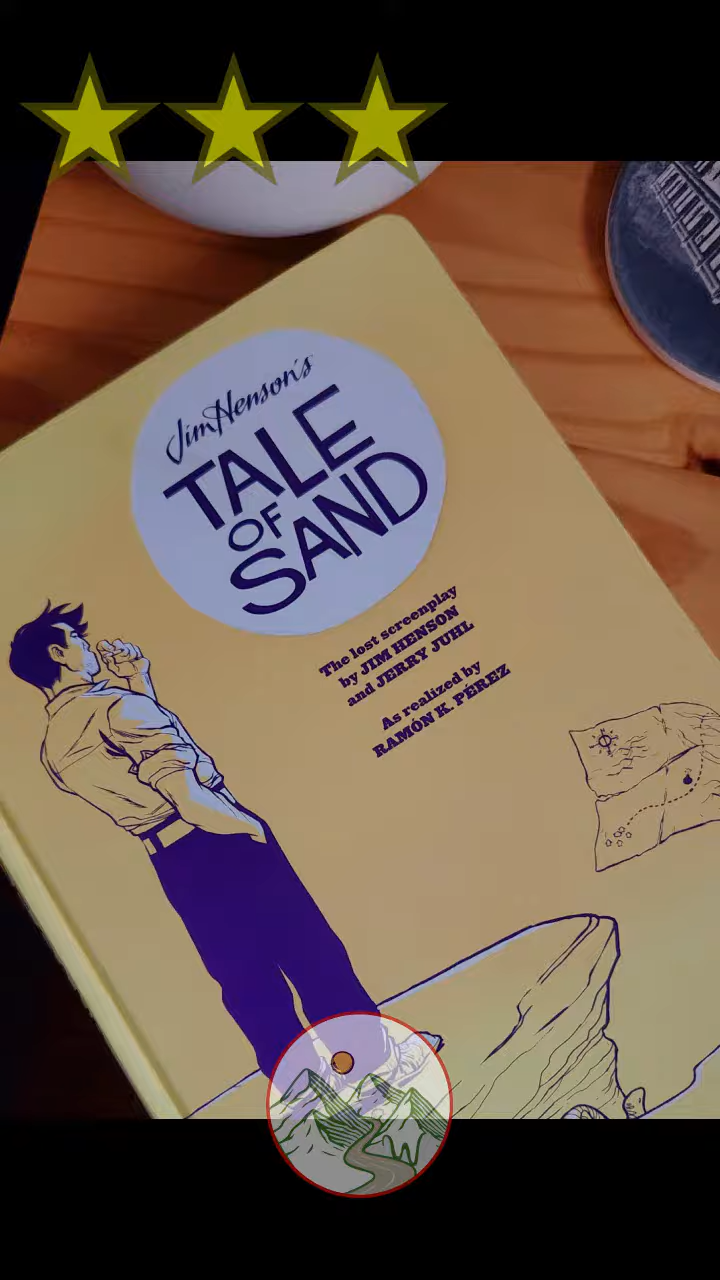 Jim Henson's
TALE
OF
SAND
The lost screenplay
by JIM HENSON
and JERRY JUHL
As realized by
RAMÓN K. PÉREZ